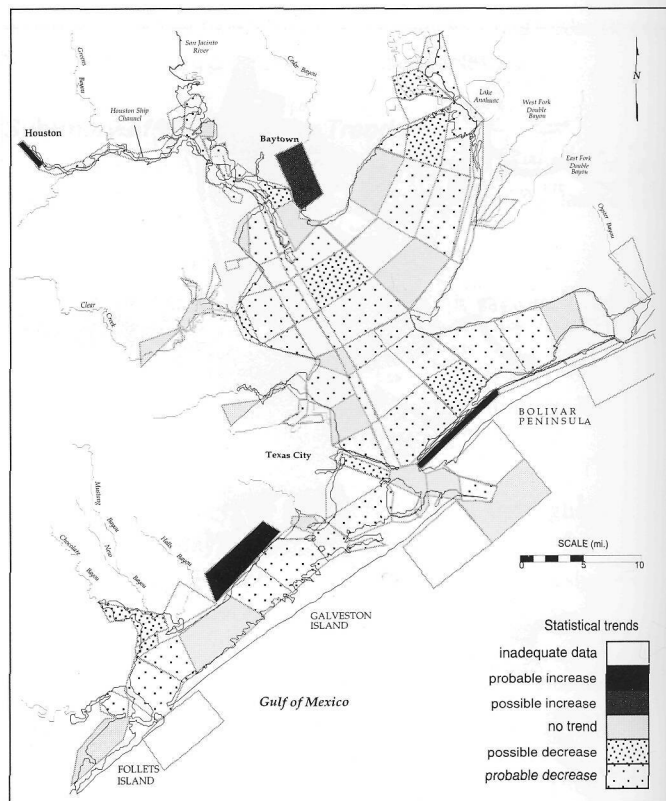 San Jacinto
River
Greens
Bayou
Houston Ship
Channel
Houston
Cedar Bayou
Baytown
Lake
Anahuac
West Fork
Double
Bayou
East Fork
Double
Bayou
Oyster Bayou
N
Clear
Creek
BOLIVAR
PENINSULA
Texas City
Mustang
Bayou
Halls
Bayou
New
Bayou
Chocolate
Bayou
SCALE (mi.)
0 5 10
GALVESTON
ISLAND
Gulf of Mexico
FOLLETS
ISLAND
Statistical trends
inadequate data
probable increase
possible increase
no trend
possible decrease
probable decrease